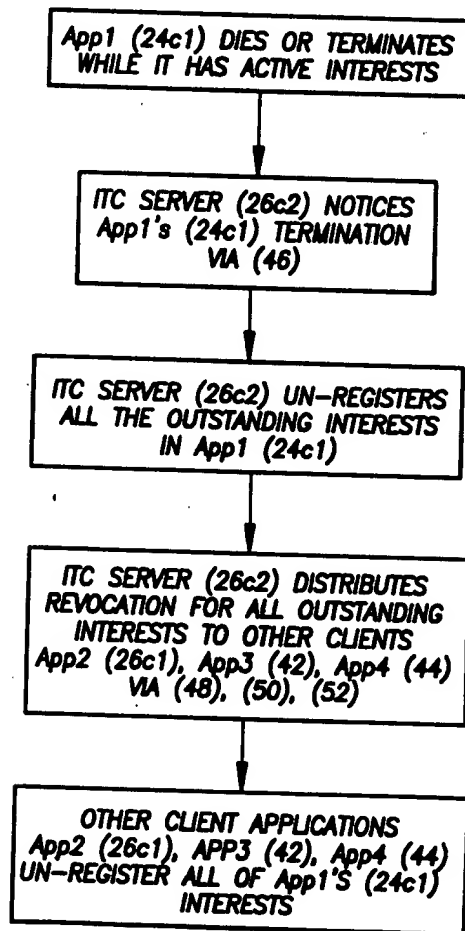 App1 (24c1) DIES OR TERMINATES
WHILE IT HAS ACTIVE INTERESTS
ITC SERVER (26c2) NOTICES
App1's (24c1) TERMINATION
VIA (46)
ITC SERVER (26c2) UN-REGISTERS
ALL THE OUTSTANDING INTERESTS
IN App1 (24c1)
ITC SERVER (26c2) DISTRIBUTES
REVOCATION FOR ALL OUTSTANDING
INTERESTS TO OTHER CLIENTS
App2 (26c1), App3 (42), App4 (44)
VIA (48), (50), (52)
OTHER CLIENT APPLICATIONS
App2 (26c1), APP3 (42), App4 (44)
UN-REGISTER ALL OF App1'S (24c1)
INTERESTS